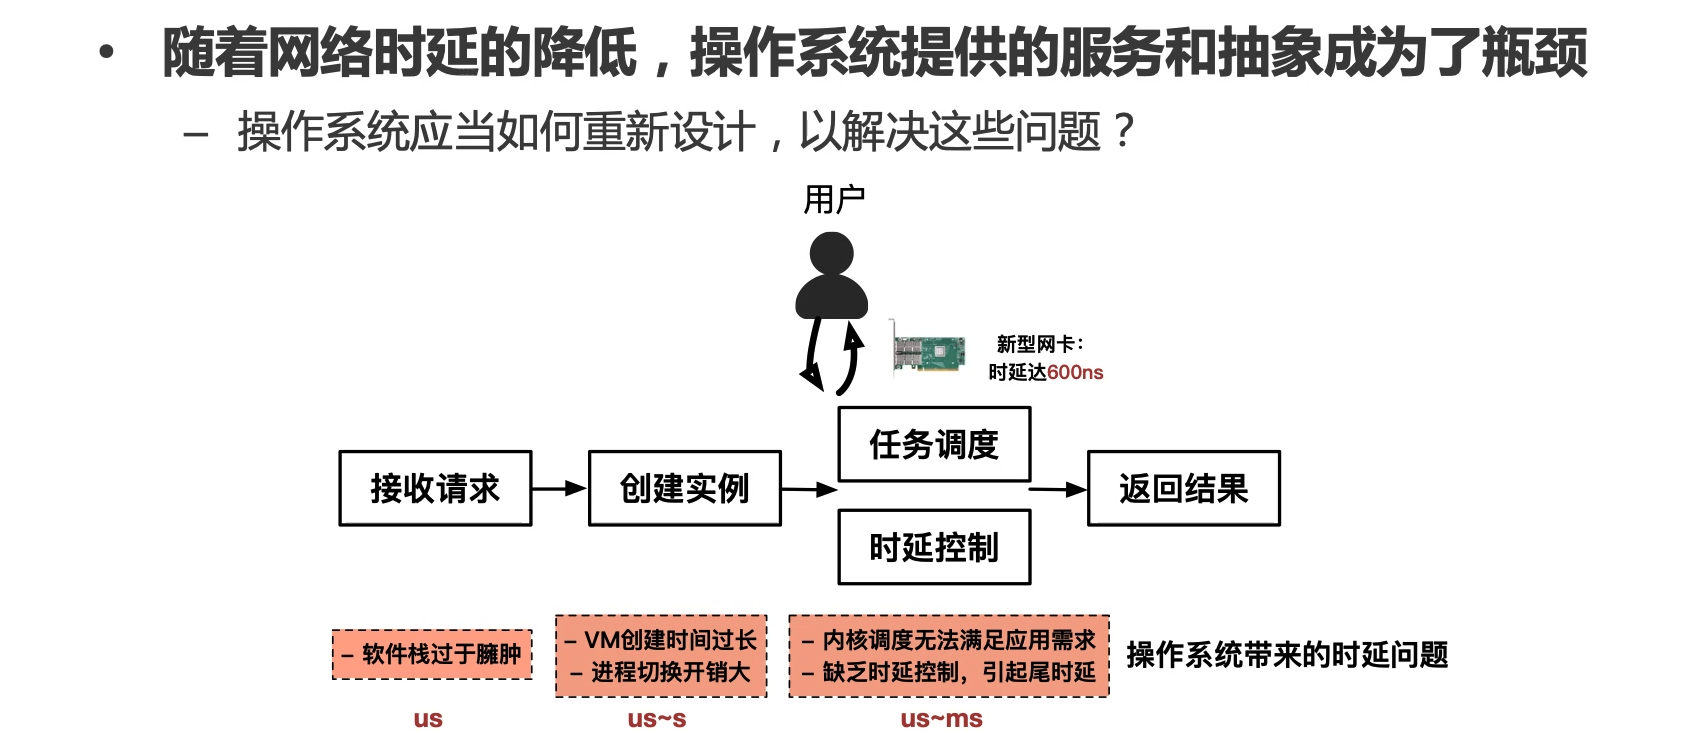 • 随着网络时延的降低，操作系统提供的服务和抽象成为了瓶颈
– 操作系统应当如何重新设计，以解决这些问题？
用户
新型网卡：
时延达600ns
任务调度
接收请求
创建实例
返回结果
时延控制
– 软件栈过于臃肿
– VM创建时间过长
– 进程切换开销大
– 内核调度无法满足应用需求
– 缺乏时延控制，引起尾时延
操作系统带来的时延问题
us
us~s
us~ms